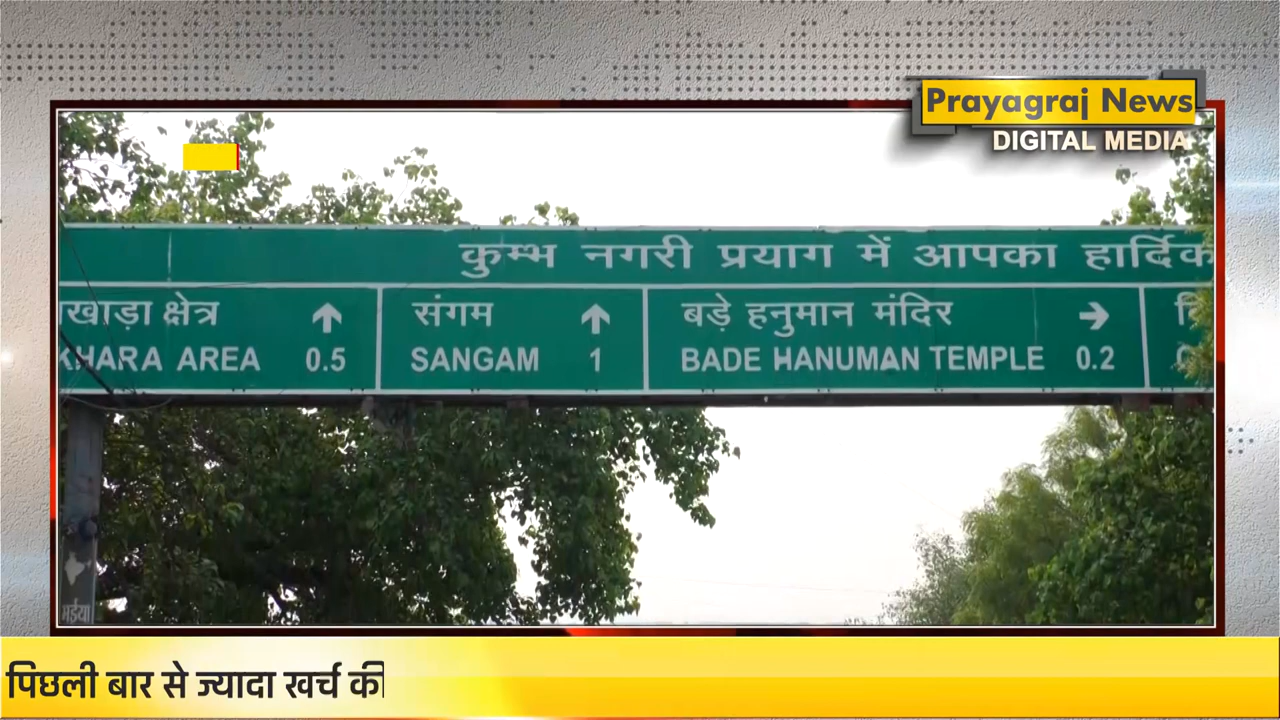 Prayagraj News
DIGITAL MEDIA
कुम्भ नगरी प्रयाग में आपका हार्दिक
खाड़ा क्षेत्र ↑ संगम ↑ बड़े हनुमान मंदिर →
KHARA AREA 0.5 SANGAM 1 BADE HANUMAN TEMPLE 0.2
भईया
पिछली बार से ज्यादा खर्च की